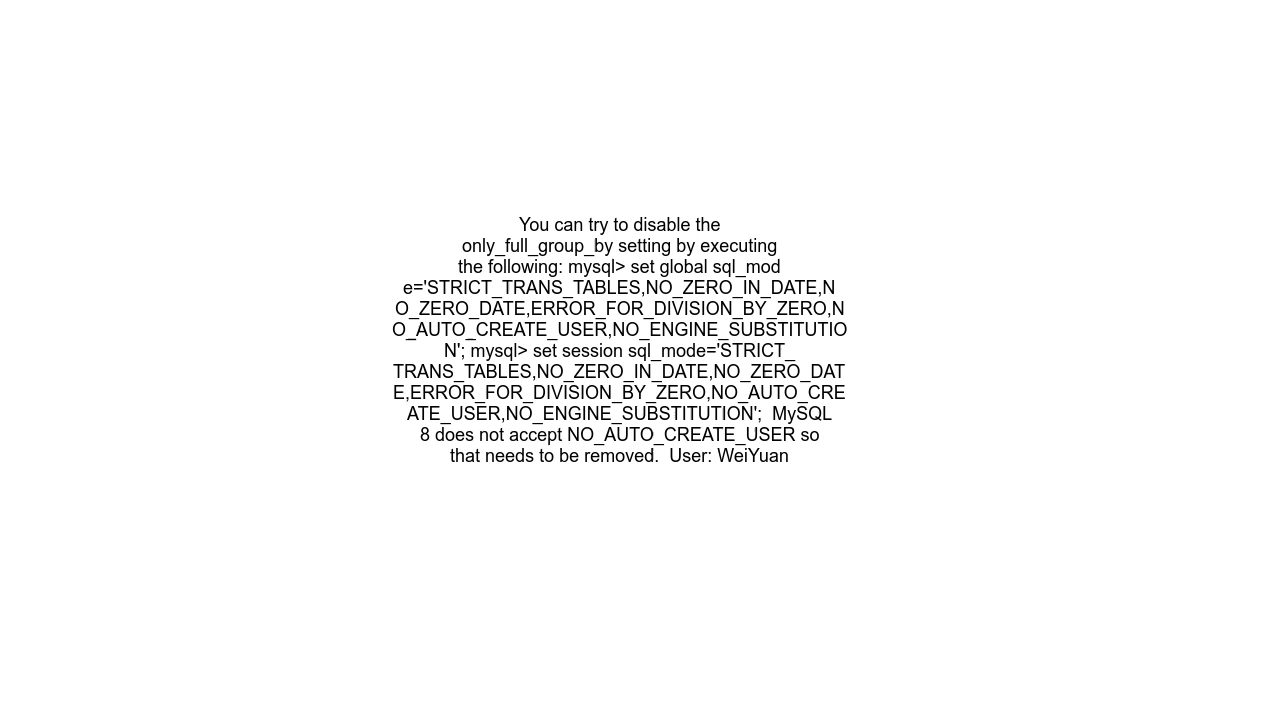 You can try to disable the
only_full_group_by setting by executing
the following: mysql> set global sql_mod
e='STRICT_TRANS_TABLES,NO_ZERO_IN_DATE,N
O_ZERO_DATE,ERROR_FOR_DIVISION_BY_ZERO,N
O_AUTO_CREATE_USER,NO_ENGINE_SUBSTITUTIO
N'; mysql> set session sql_mode='STRICT_
TRANS_TABLES,NO_ZERO_IN_DATE,NO_ZERO_DAT
E,ERROR_FOR_DIVISION_BY_ZERO,NO_AUTO_CRE
ATE_USER,NO_ENGINE_SUBSTITUTION';  MySQL
8 does not accept NO_AUTO_CREATE_USER so
that needs to be removed.  User: WeiYuan